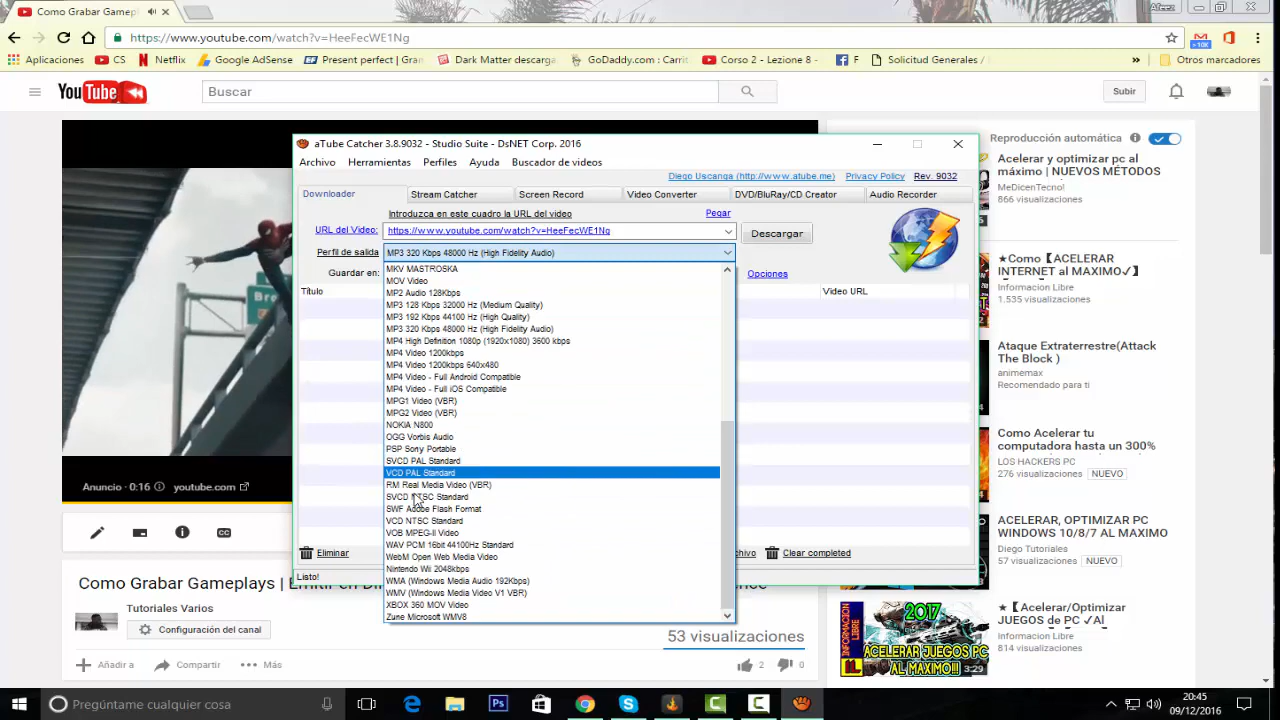 Como Grabar Gamepl
https://www.youtube.com/watch?v=HeeFecWE1Ng
>10K
Aplicaciones
CS
Netflix
Google AdSense
Present perfect | Gran
Dark Matter descarga
GoDaddy.com : Carrit
Corso 2 - Lezione 8 -
F
Solicitud Generales /
»
Otros marcadores
YouTube
Buscar
Subir
aTube Catcher 3.8.9032 - Studio Suite - DsNET Corp. 2016
Archivo Herramientas Perfiles Ayuda Buscador de videos
Diego Uscanga (http://www.atube.me) Privacy Policy Rev. 9032
Downloader Stream Catcher Screen Record Video Converter DVD/BluRay/CD Creator Audio Recorder
Introduzca en este cuadro la URL del video Pegar
URL del Video: https://www.youtube.com/watch?v=HeeFecWE1Ng Descargar
Perfil de salida MP3 320 Kbps 48000 Hz (High Fidelity Audio)
Guardar en: Opciones
Título Video URL
MKV MASTROSKA
MOV Video
MP2 Audio 128Kbps
MP3 128 Kbps 32000 Hz (Medium Quality)
MP3 192 Kbps 44100 Hz (High Quality)
MP3 320 Kbps 48000 Hz (High Fidelity Audio)
MP4 High Definition 1080p (1920x1080) 3600 kbps
MP4 Video 1200kbps
MP4 Video 1200kbps 640x480
MP4 Video - Full Android Compatible
MP4 Video - Full iOS Compatible
MPG1 Video (VBR)
MPG2 Video (VBR)
NOKIA N800
OGG Vorbis Audio
PSP Sony Portable
SVCD PAL Standard
VCD PAL Standard
RM Real Media Video (VBR)
SVCD NTSC Standard
SWF Adobe Flash Format
VCD NTSC Standard
VOB MPEG-II Video
WAV PCM 16bit 44100Hz Standard
WebM Open Web Media Video
Nintendo Wii 2048kbps
WMA (Windows Media Audio 192Kbps)
WMV (Windows Media Video V1 VBR)
XBOX 360 MOV Video
Zune Microsoft WMV8
Eliminar
chivo
Clear completed
Listo!
Anuncio · 0:16
youtube.com
CC
Como Grabar Gameplays | Emitir en Di
Tutoriales Varios
Configuración del canal
53 visualizaciones
Añadir a
Compartir
Más
2
0
Reproducción automática
Acelerar y optimizar pc al
máximo | NUEVOS MÉTODOS
MeDicenTecno!
866 visualizaciones
★Como【ACELERAR
INTERNET al MAXIMO✓】
Informacion Libre
1.535 visualizaciones
Ataque Extraterrestre(Attack
The Block )
animemax
Recomendado para ti
Como Acelerar tu
computadora hasta un 300%
LOS HACKERS PC
276 visualizaciones NUEVO
ACELERAR, OPTIMIZAR PC
WINDOWS 10/8/7 AL MAXIMO
Diego Tutoriales
51 visualizaciones NUEVO
★【Acelerar/Optimizar
JUEGOS de PC ✓Al
Informacion Libre
814 visualizaciones
INFORMACION
LIBRE
IL
2017
ACELERAR JUEGOS PC
AL MAXIMO!!!
3:29
Pregúntame cualquier cosa
20:45
09/12/2016